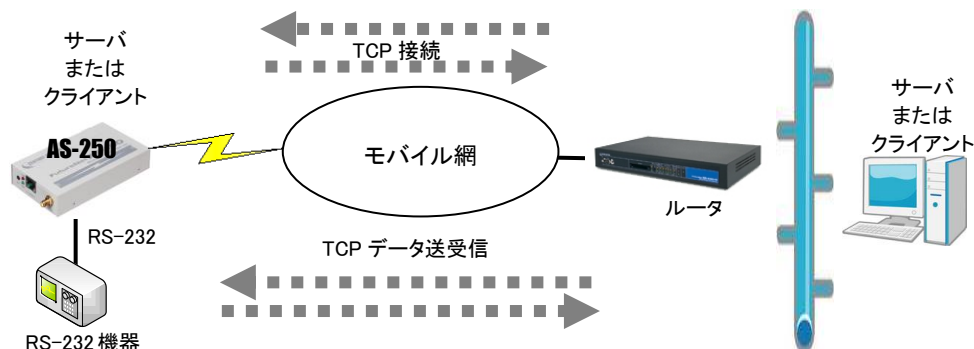 サーバ
または
クライアント
AS-250
RS-232
RS-232 機器
TCP 接続
モバイル網
TCP データ送受信
ルータ
サーバ
または
クライアント